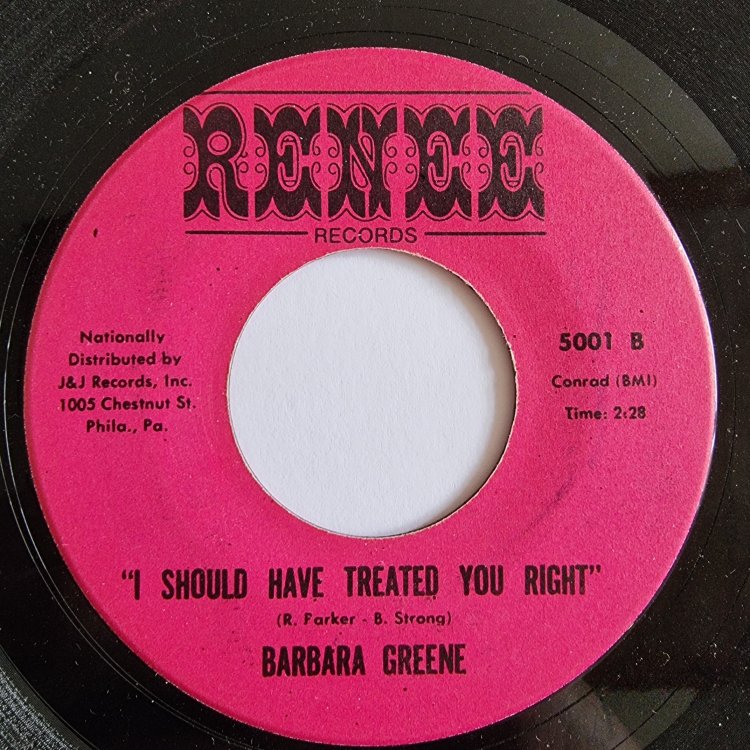 RENEE
RECORDS
Nationally
Distributed by
J&J Records, Inc.
1005 Chestnut St.
Phila., Pa.
5001 B
Conrad (BMI)
Time: 2:28
"I SHOULD HAVE TREATED YOU RIGHT"
(R. Parker - B. Strong)
BARBARA GREENE